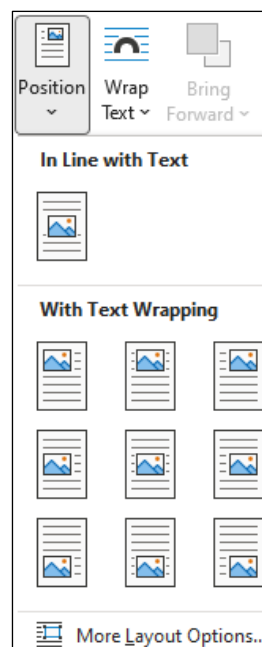 Position Wrap Bring
Text Forward
In Line with Text
With Text Wrapping
More Layout Options..